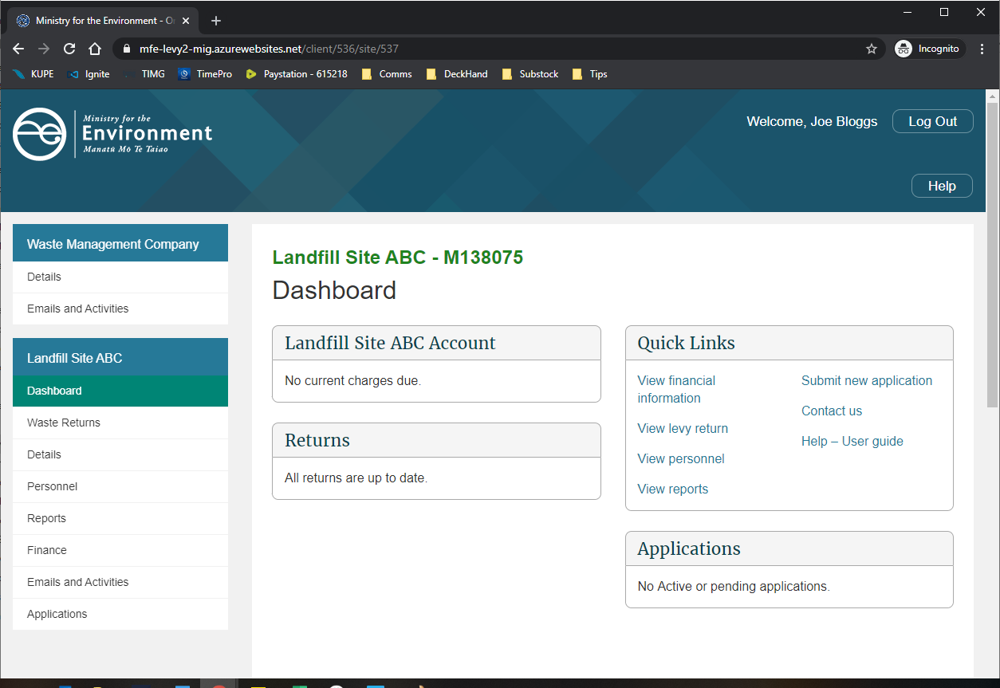 Ministry for the Environment - O
mfe-levy2-mig.azurewebsites.net/client/536/site/537
Incognito
KUPE Ignite TIMG TimePro Paystation - 615218 Comms DeckHand Substock Tips
Ministry for the
Environment
Manatū Mō Te Taiao
Welcome, Joe Bloggs
Log Out
Help
Waste Management Company
Details
Emails and Activities
Landfill Site ABC
Dashboard
Waste Returns
Details
Personnel
Reports
Finance
Emails and Activities
Applications
Landfill Site ABC - M138075
Dashboard
Landfill Site ABC Account
No current charges due.
Returns
All returns are up to date.
Quick Links
View financial
information
View levy return
View personnel
View reports
Submit new application
Contact us
Help – User guide
Applications
No Active or pending applications.